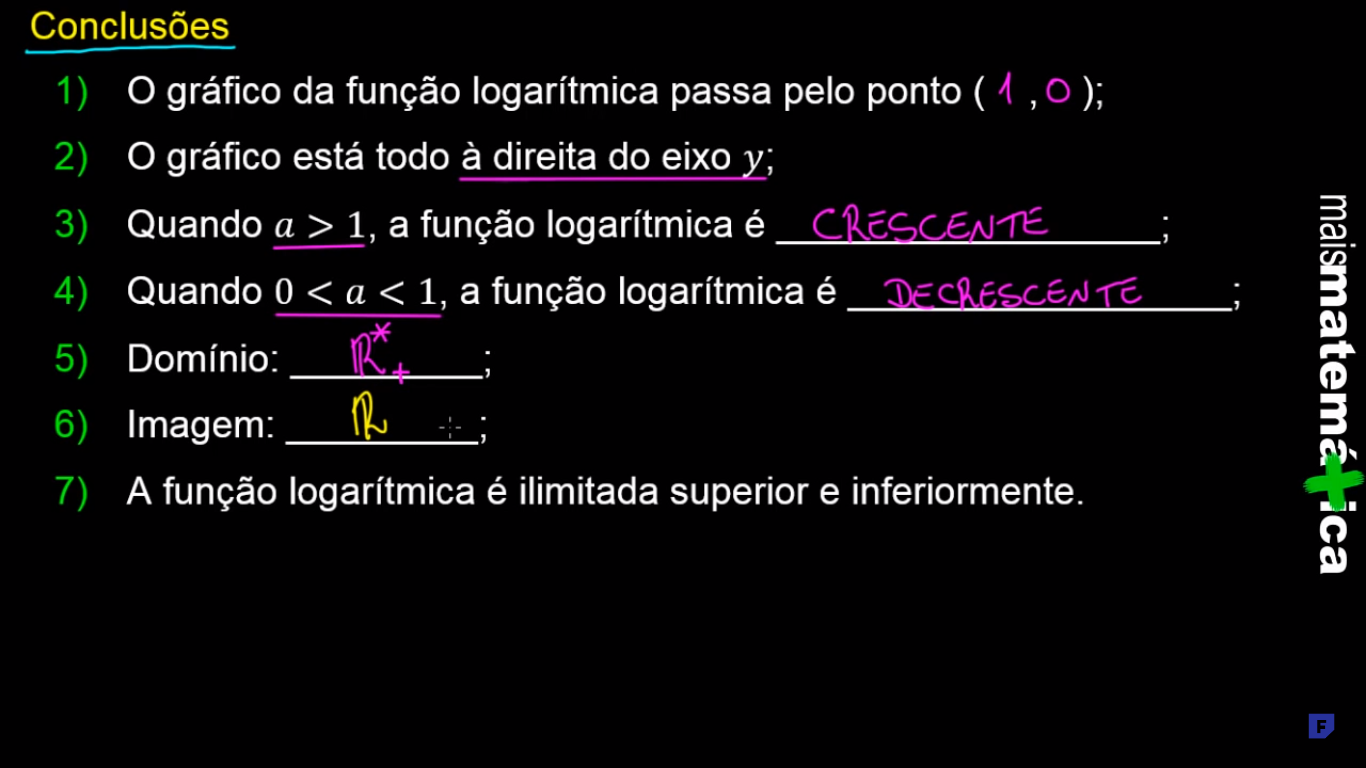 Conclusões
1) O gráfico da função logarítmica passa pelo ponto ( 1 , 0 );
2) O gráfico está todo à direita do eixo y;
3) Quando a > 1, a função logarítmica é CRESCENTE;
4) Quando 0 < a < 1, a função logarítmica é DECRESCENTE;
5) Domínio: ℝ*₊;
6) Imagem: ℝ;
7) A função logarítmica é ilimitada superior e inferiormente.
maismatemática
F